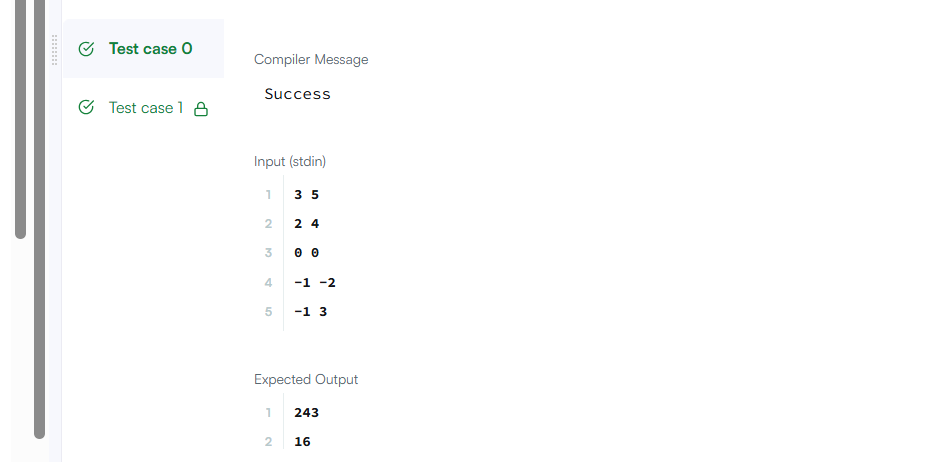 Test case 0
Test case 1
Compiler Message
Success
Input (stdin)
1 3 5
2 2 4
3 0 0
4 -1 -2
5 -1 3
Expected Output
1 243
2 16